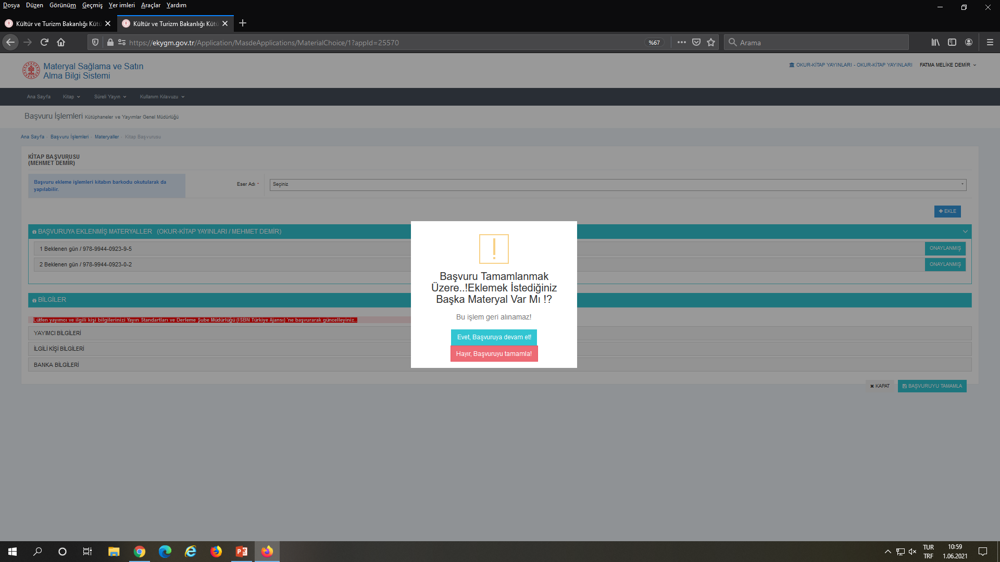 Dosya Düzen Görünüm Geçmiş Yer imleri Araçlar Yardım
Kültür ve Turizm Bakanlığı Kütü
Kültür ve Turizm Bakanlığı Kütü
https://ekygm.gov.tr/Application/MasdeApplications/MaterialChoice/1?appId=25570
%67
Arama
Materyal Sağlama ve Satın
Alma Bilgi Sistemi
OKUR-KİTAP YAYINLARI - OKUR-KİTAP YAYINLARI
FATMA MELİKE DEMİR
Ana Sayfa Kitap Süreli Yayın Kullanım Kılavuzu
Başvuru İşlemleri Kütüphaneler ve Yayımlar Genel Müdürlüğü
Ana Sayfa Başvuru İşlemleri Materyaller Kitap Başvurusu
KİTAP BAŞVURUSU
(MEHMET DEMİR)
Başvuru ekleme işlemleri kitabın barkodu okutularak da
yapılabilir.
Eser Adı *
Seçiniz
EKLE
BAŞVURUYA EKLENMİŞ MATERYALLER (OKUR-KİTAP YAYINLARI / MEHMET DEMİR)
1 Beklenen gün / 978-9944-0923-9-5
ONAYLANMIŞ
2 Beklenen gün / 978-9944-0923-0-2
ONAYLANMIŞ
BİLGİLER
Lütfen yayımcı ve ilgili kişi bilgilerinizi Yayın Standartları ve Derleme Şube Müdürlüğü (ISBN Türkiye Ajansı) 'ne başvurarak güncelleyiniz..
YAYIMCI BİLGİLERİ
İLGİLİ KİŞİ BİLGİLERİ
BANKA BİLGİLERİ
KAPAT
BAŞVURUYU TAMAMLA
!
Başvuru Tamamlanmak
Üzere..!Eklemek İstediğiniz
Başka Materyal Var Mı !?
Bu işlem geri alınamaz!
Evet, Başvuruya devam et!
Hayır, Başvuruyu tamamla!
TUR
TRF
10:59
1.06.2021